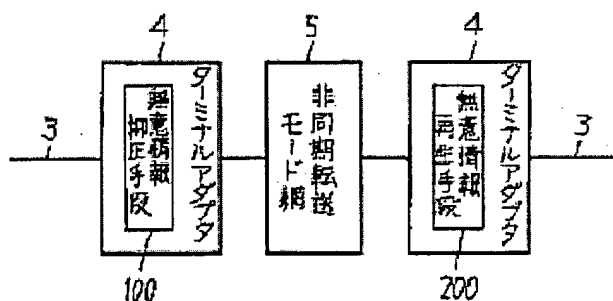 4
5
4
3
無意情報
抑圧手段
ターミナルアダプタ
非同期転送
モード網
無意情報
再生手段
ターミナルアダプタ
3
100
200